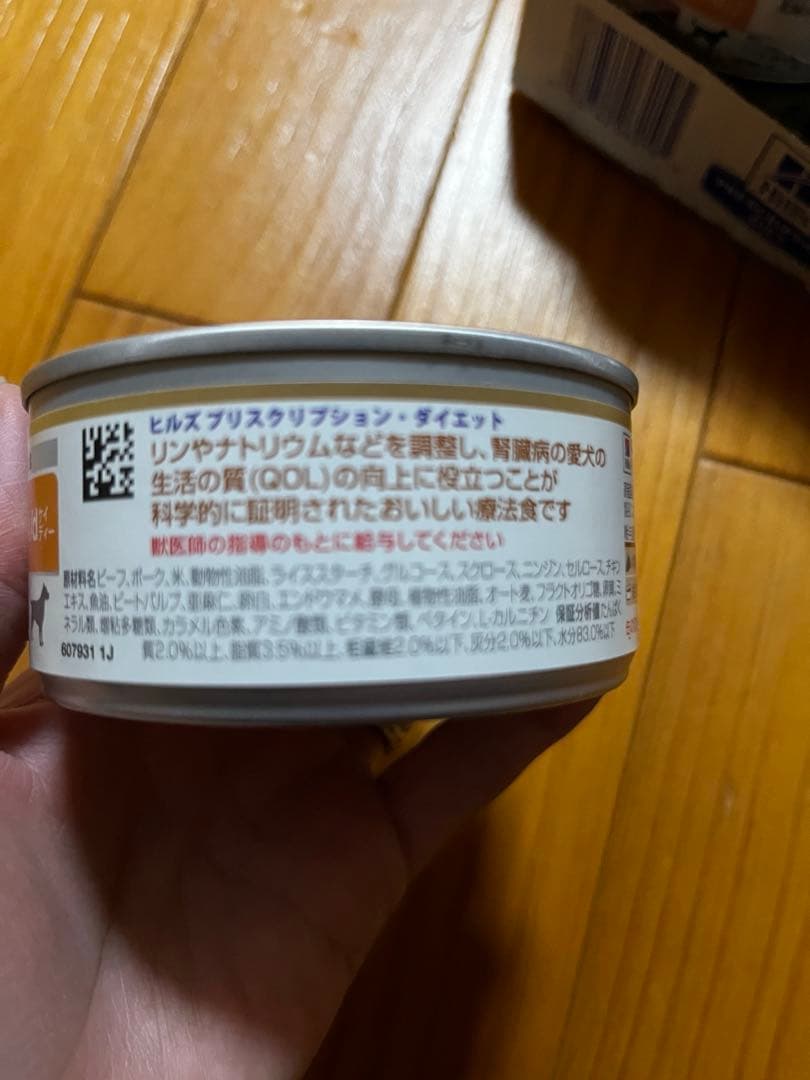 ヒルズ プリスクリプション・ダイエット
リンやナトリウムなどを調整し、腎臓病の愛犬の
生活の質(QOL)の向上に役立つことが
科学的に証明されたおいしい療法食です
獣医師の指導のもとに給与してください
原材料名ビーフ、ポーク、米、動物性油脂、ライススターチ、グルコース、スクロース、ニンジン、セルロース、チキン
エキス、魚油、ビートパルプ、亜麻仁、卵白、エンドウマメ、酵母、植物性油脂、オート麦、フラクトオリゴ糖、ミ
ネラル類、増粘多糖類、カラメル色素、アミノ酸類、ビタミン類、ベタイン、L-カルニチン 保証分析値たんぱく
質2.0%以上、脂質3.5%以上、粗繊維2.0%以下、灰分2.0%以下、水分83.0%以下
607931 1J
ディー